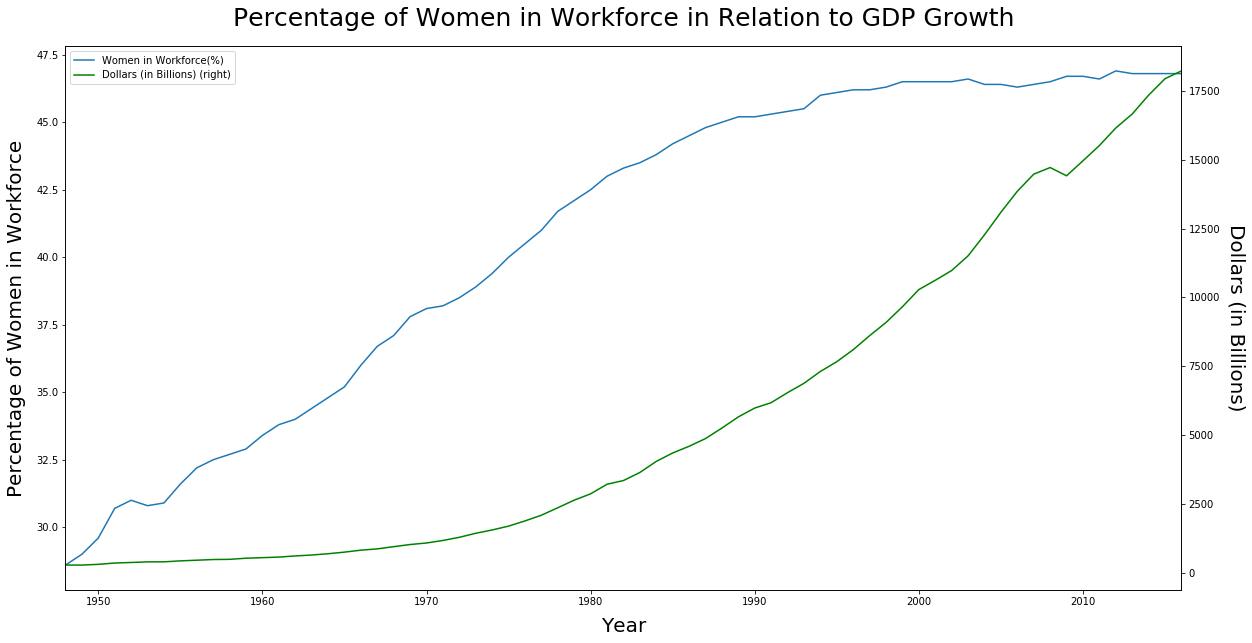 Percentage of Women in Workforce in Relation to GDP Growth
Women in Workforce(%)
Dollars (in Billions) (right)
Percentage of Women in Workforce
47.5
45.0
42.5
40.0
37.5
35.0
32.5
30.0
17500
15000
12500
10000
7500
5000
2500
0
Dollars (in Billions)
1950 1960 1970 1980 1990 2000 2010
Year